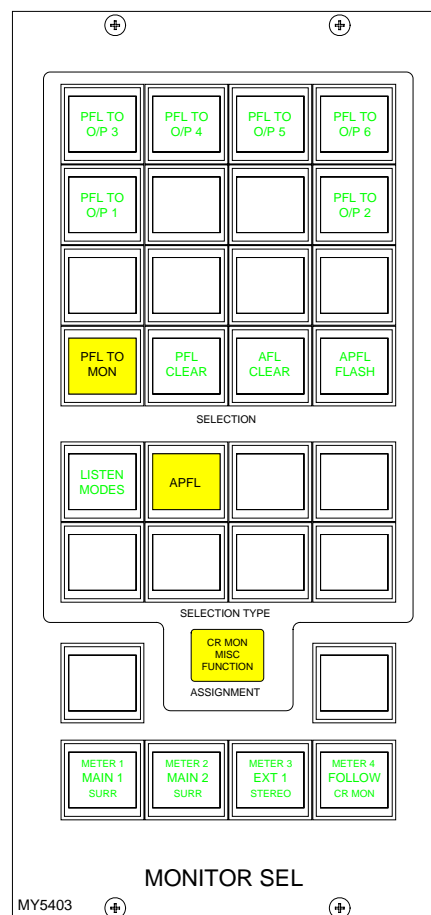 PFL TO
O/P 3
PFL TO
O/P 4
PFL TO
O/P 5
PFL TO
O/P 6
PFL TO
O/P 1
PFL TO
O/P 2
PFL TO
MON
PFL
CLEAR
AFL
CLEAR
APFL
FLASH
SELECTION
LISTEN
MODES
APFL
SELECTION TYPE
CR MON
MISC
FUNCTION
ASSIGNMENT
METER 1
MAIN 1
SURR
METER 2
MAIN 2
SURR
METER 3
EXT 1
STEREO
METER 4
FOLLOW
CR MON
MONITOR SEL
MY5403